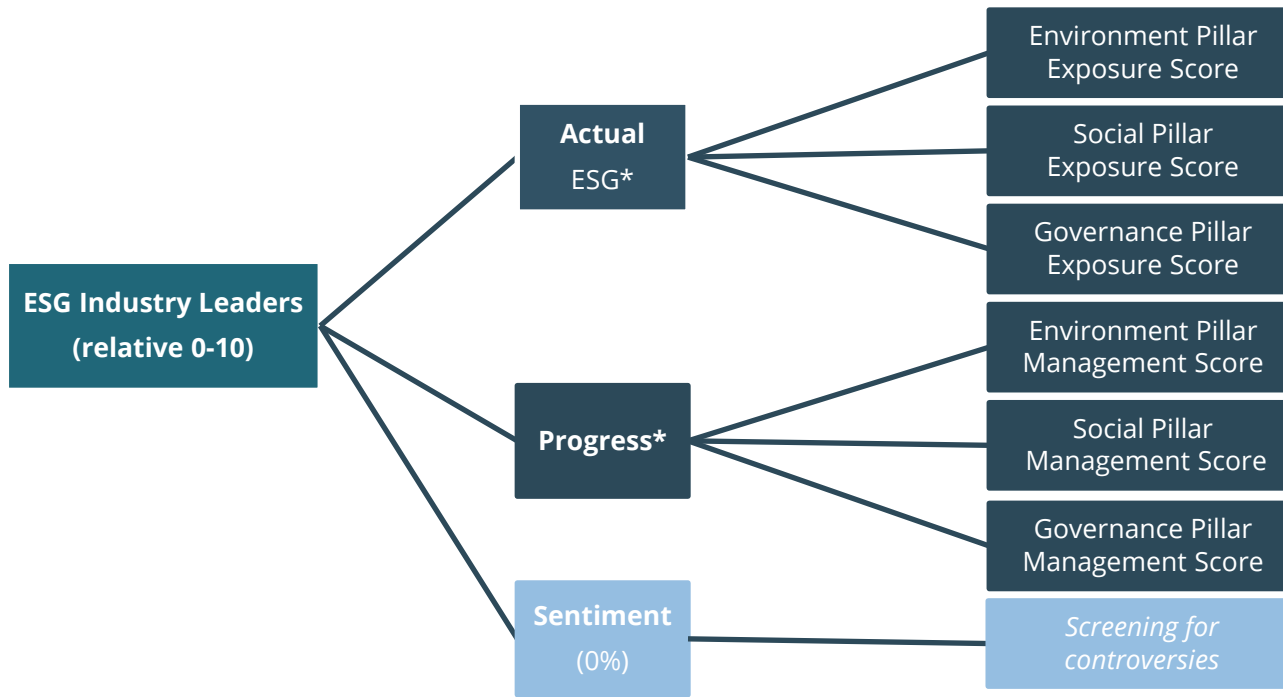 ESG Industry Leaders
(relative 0-10)
Actual
ESG*
Progress*
Sentiment
(0%)
Environment Pillar
Exposure Score
Social Pillar
Exposure Score
Governance Pillar
Exposure Score
Environment Pillar
Management Score
Social Pillar
Management Score
Governance Pillar
Management Score
Screening for
controversies